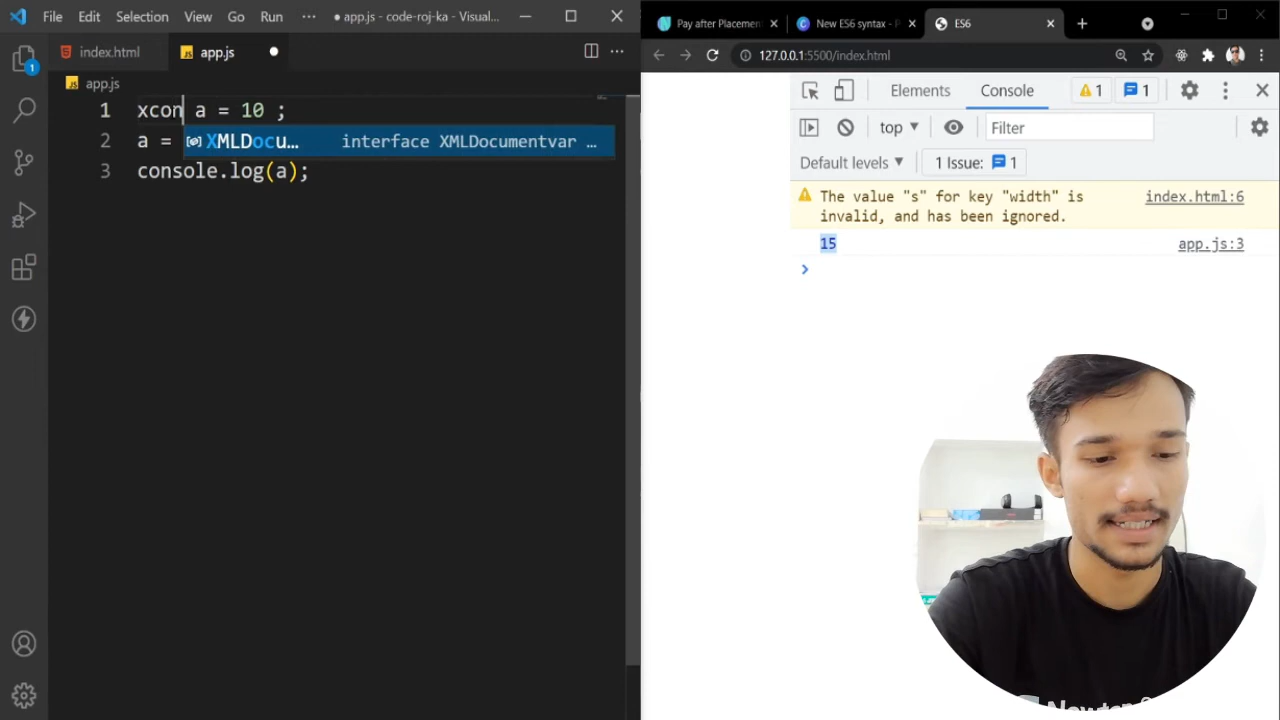 File Edit Selection View Go Run ··· ● app.js - code-roj-ka - Visual...
index.html
app.js ●
app.js
1 xcon a = 10 ;
2 a =
XMLDocu... interface XMLDocumentvar ...
3 console.log(a);
1
Pay after Placemen
New ES6 syntax - P
ES6
127.0.0.1:5500/index.html
Elements Console 1 1
top Filter
Default levels 1 Issue: 1
The value "s" for key "width" is index.html:6
invalid, and has been ignored.
15 app.js:3